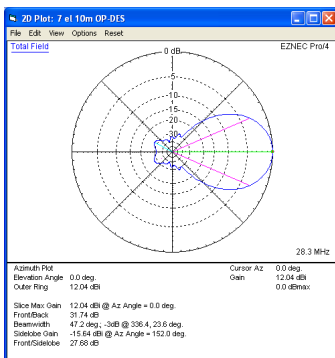 2D Plot: 7 el 10m OP-DES
File Edit View Options Reset
Total Field
EZNEC Pro/4
0 dB
-5
-10
-15
-20
-30
28.3 MHz
Azimuth Plot
Elevation Angle 0.0 deg.
Outer Ring 12.04 dBi
Cursor Az 0.0 deg.
Gain 12.04 dBi
0.0 dBmax
Slice Max Gain 12.04 dBi @ Az Angle = 0.0 deg.
Front/Back 31.74 dB
Beamwidth 47.2 deg.; -3dB @ 336.4, 23.6 deg.
Sidelobe Gain -15.64 dBi @ Az Angle = 152.0 deg.
Front/Sidelobe 27.68 dB